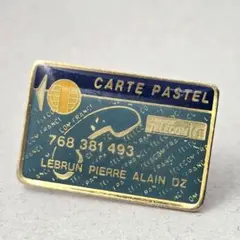 CARTE PASTEL
TELECOM
768 381 493
LEBRUN PIERRE ALAIN DZ